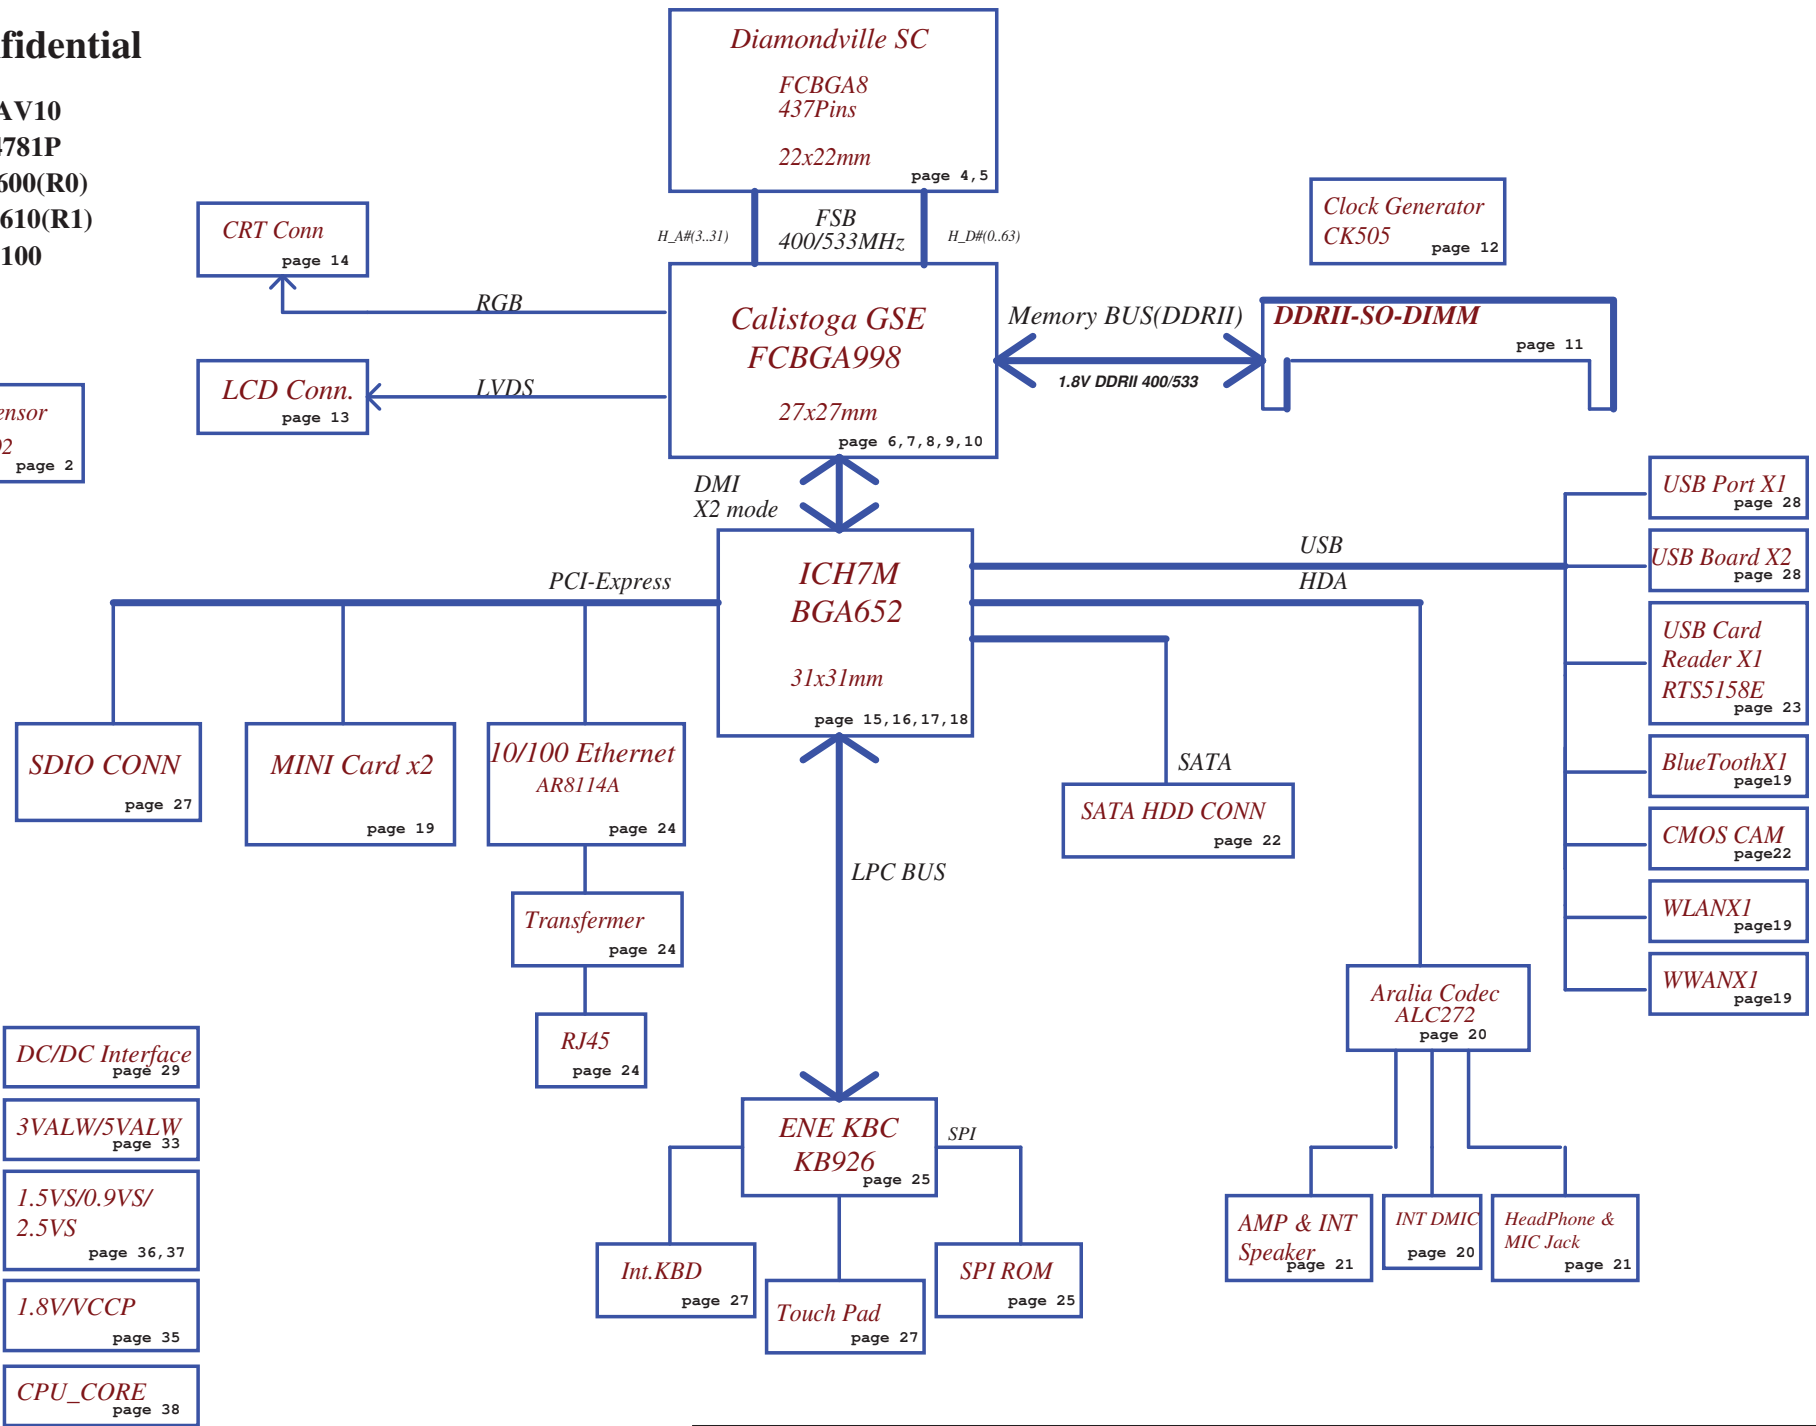 fidential
AV10
4781P
600(R0)
610(R1)
100
Diamondville SC
FCBGA8
437Pins
22x22mm
page 4,5
H_A#(3..31)
FSB
400/533MHz
H_D#(0..63)
Clock Generator
CK505
page 12
CRT Conn
page 14
RGB
Calistoga GSE
FCBGA998
27x27mm
page 6,7,8,9,10
Memory BUS(DDRII)
1.8V DDRII 400/533
DDRII-SO-DIMM
page 11
LCD Conn.
page 13
LVDS
ensor
02
page 2
DMI
X2 mode
ICH7M
BGA652
31x31mm
page 15,16,17,18
PCI-Express
USB
HDA
SATA
USB Port X1
page 28
USB Board X2
page 28
USB Card
Reader X1
RTS5158E
page 23
BlueToothX1
page19
CMOS CAM
page22
WLANX1
page19
WWANX1
page19
SDIO CONN
page 27
MINI Card x2
page 19
10/100 Ethernet
AR8114A
page 24
SATA HDD CONN
page 22
LPC BUS
Transfermer
page 24
RJ45
page 24
Aralia Codec
ALC272
page 20
DC/DC Interface
page 29
3VALW/5VALW
page 33
1.5VS/0.9VS/
2.5VS
page 36,37
1.8V/VCCP
page 35
CPU_CORE
page 38
ENE KBC
KB926
page 25
SPI
Int.KBD
page 27
Touch Pad
page 27
SPI ROM
page 25
AMP & INT
Speaker
page 21
INT DMIC
page 20
HeadPhone &
MIC Jack
page 21